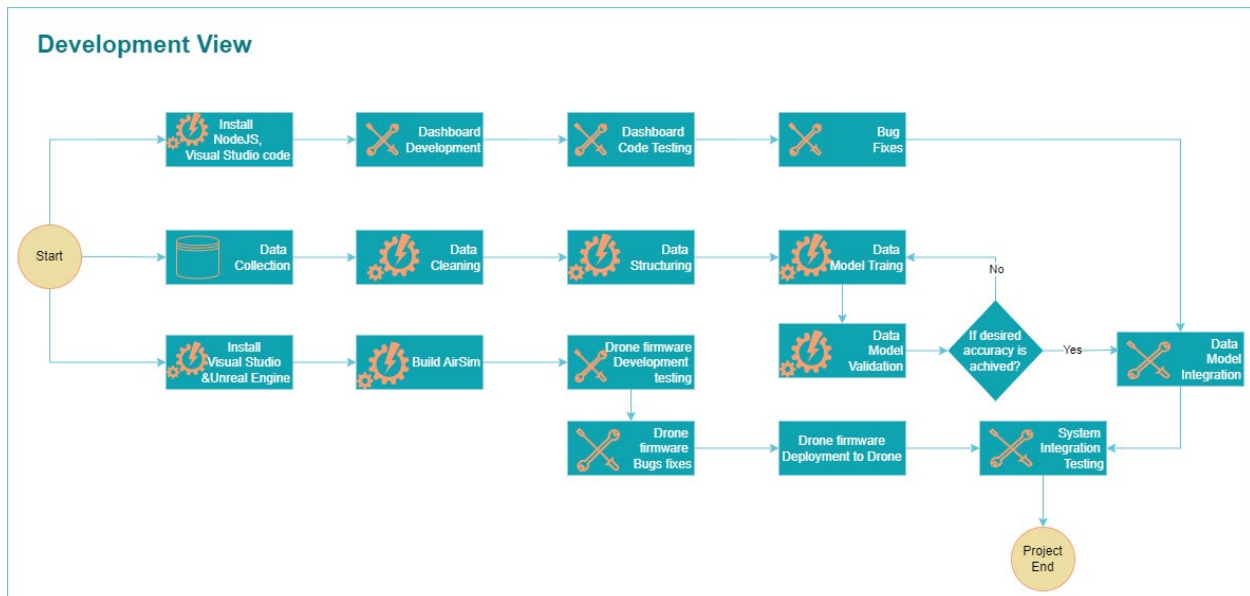 Development View
Install
NodeJS,
Visual Studio code
Dashboard
Development
Dashboard
Code Testing
Bug
Fixes
Start
Data
Collection
Data
Cleaning
Data
Structuring
Data
Model Traing
No
Install
Visual Studio
&Unreal Engine
Build AirSim
Drone firmware
Development
testing
Data
Model
Validation
If desired
accuracy is
achived?
Yes
Data
Model
Integration
Drone
firmware
Bugs fixes
Drone firmware
Deployment to Drone
System
Integration
Testing
Project
End